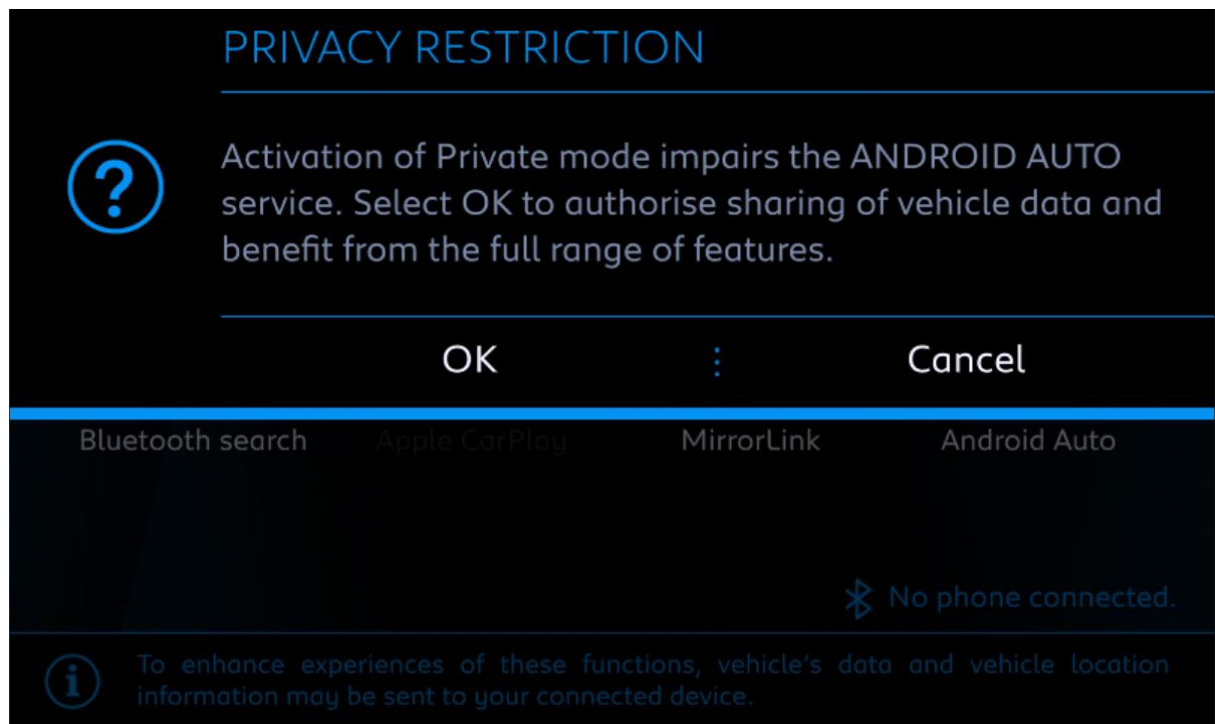 PRIVACY RESTRICTION
Activation of Private mode impairs the ANDROID AUTO
service. Select OK to authorise sharing of vehicle data and
benefit from the full range of features.
OK
Cancel
Bluetooth search
Apple CarPlay
MirrorLink
Android Auto
No phone connected.
To enhance experiences of these functions, vehicle's data and vehicle location
information may be sent to your connected device.